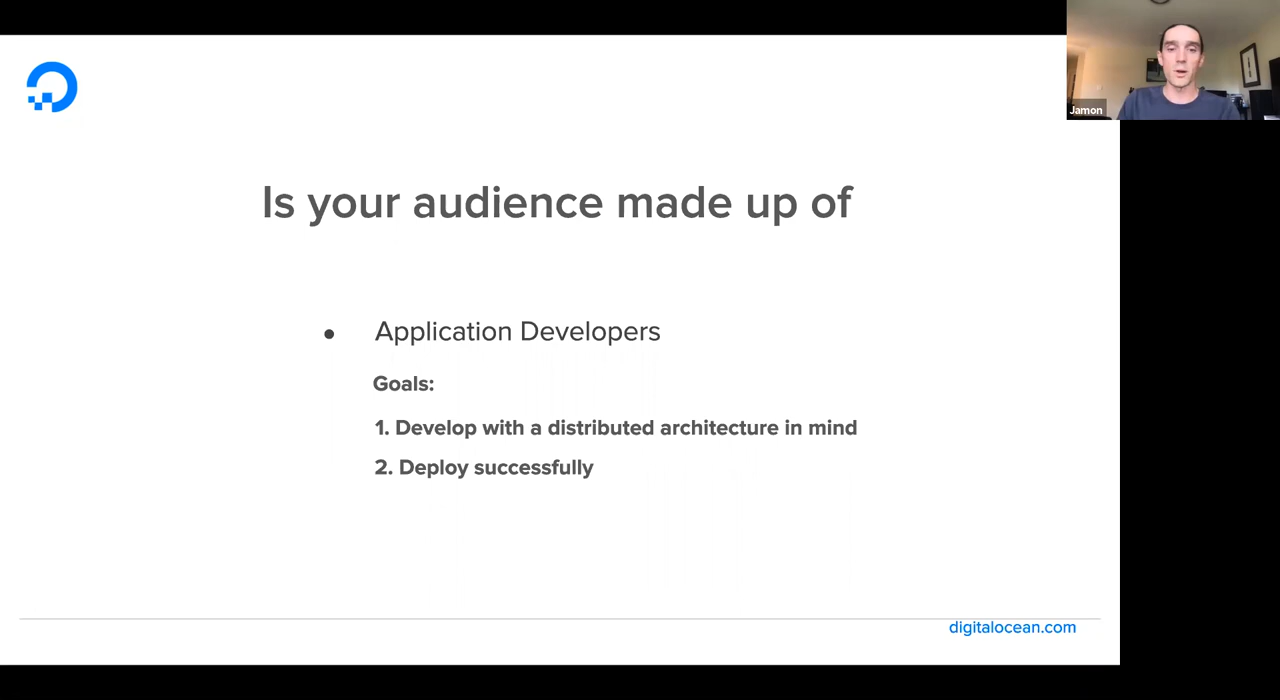 Jamon
Is your audience made up of
● Application Developers
Goals:
1. Develop with a distributed architecture in mind
2. Deploy successfully
digitalocean.com